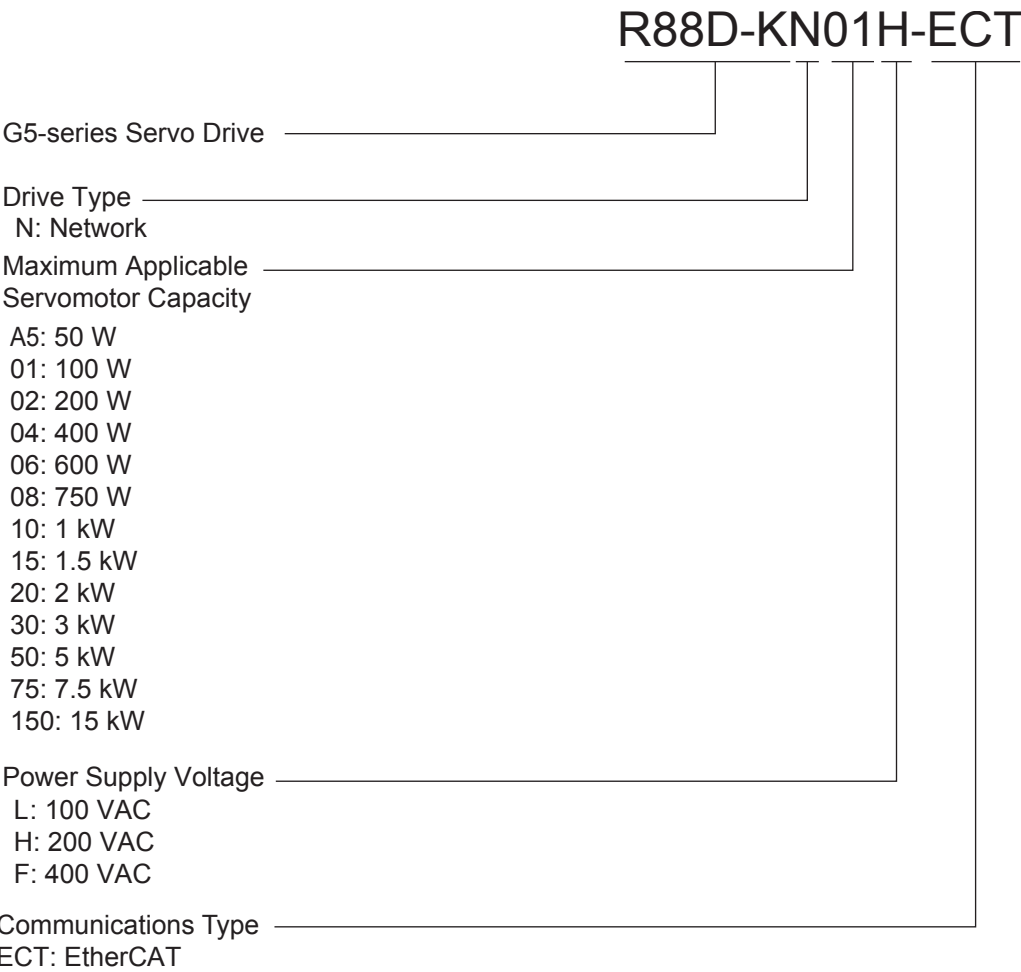 R88D-KN01H-ECT
G5-series Servo Drive
Drive Type
N: Network
Maximum Applicable
Servomotor Capacity
A5: 50 W
01: 100 W
02: 200 W
04: 400 W
06: 600 W
08: 750 W
10: 1 kW
15: 1.5 kW
20: 2 kW
30: 3 kW
50: 5 kW
75: 7.5 kW
150: 15 kW
Power Supply Voltage
L: 100 VAC
H: 200 VAC
F: 400 VAC
Communications Type
ECT: EtherCAT